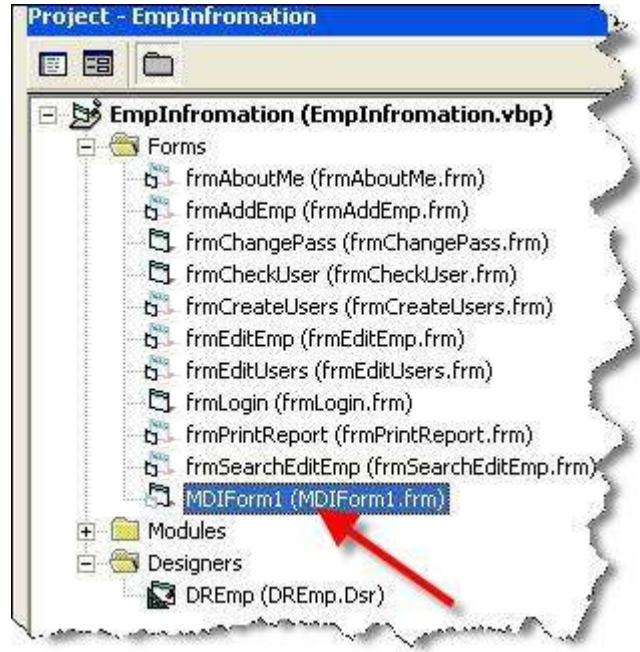 Project - EmpInfromation
EmpInfromation (EmpInfromation.vbp)
Forms
frmAboutMe (frmAboutMe.frm)
frmAddEmp (frmAddEmp.frm)
frmChangePass (frmChangePass.frm)
frmCheckUser (frmCheckUser.frm)
frmCreateUsers (frmCreateUsers.frm)
frmEditEmp (frmEditEmp.frm)
frmEditUsers (frmEditUsers.frm)
frmLogin (frmLogin.frm)
frmPrintReport (frmPrintReport.frm)
frmSearchEditEmp (frmSearchEditEmp.frm)
MDIForm1 (MDIForm1.frm)
Modules
Designers
DREmp (DREmp.Dsr)